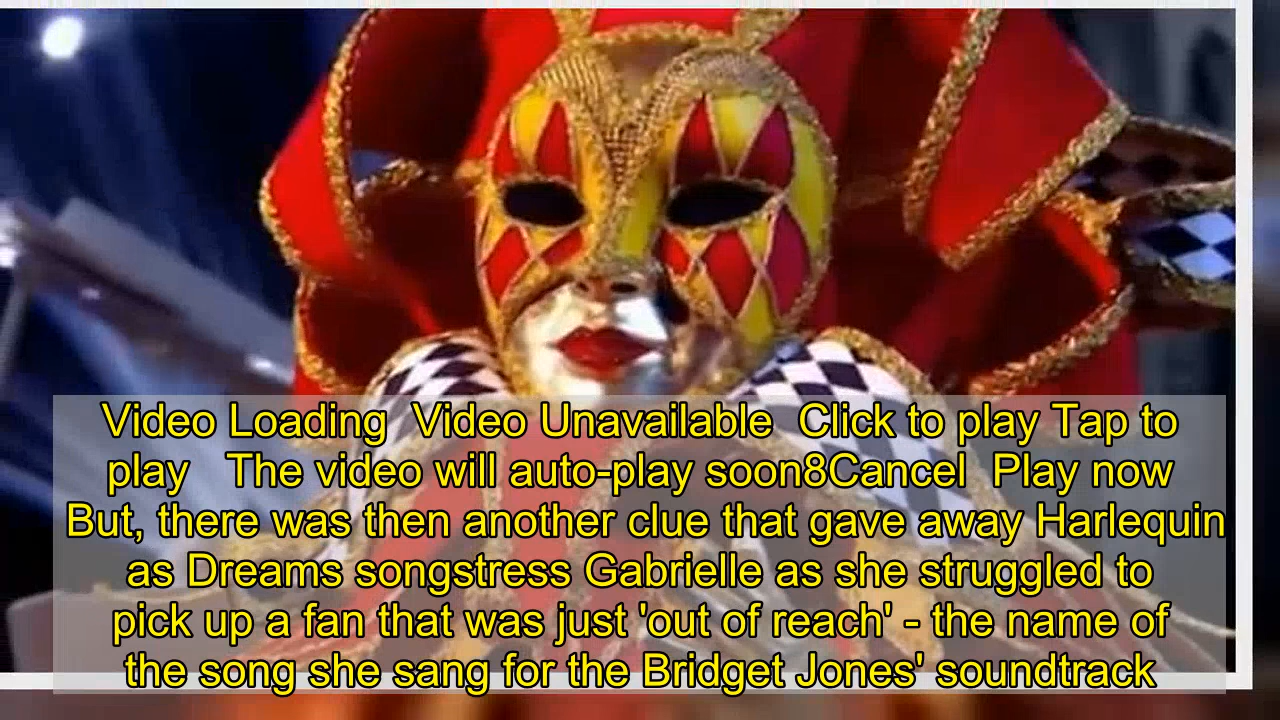 Video Loading  Video Unavailable  Click to play Tap to
play   The video will auto-play soon8Cancel  Play now
But, there was then another clue that gave away Harlequin
as Dreams songstress Gabrielle as she struggled to
pick up a fan that was just 'out of reach' - the name of
the song she sang for the Bridget Jones' soundtrack